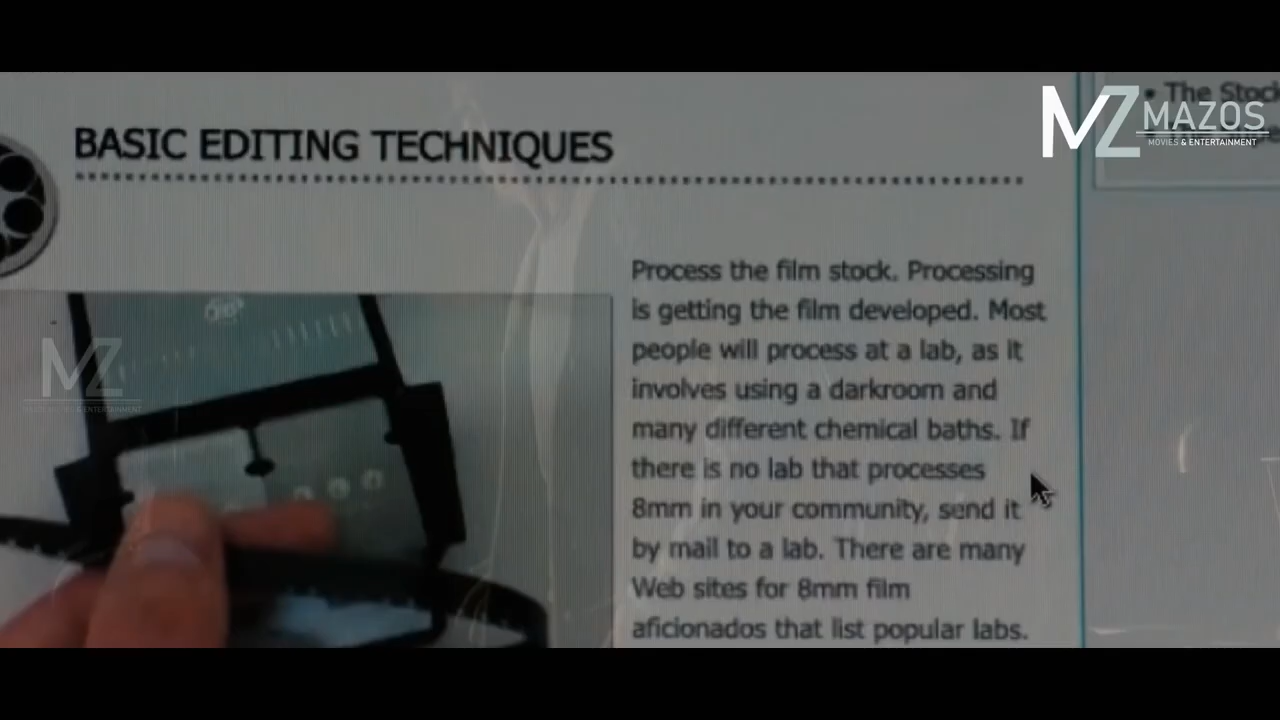 BASIC EDITING TECHNIQUES
• The Stock
MZ MAZOS
MOVIES & ENTERTAINMENT
Process the film stock. Processing
is getting the film developed. Most
people will process at a lab, as it
involves using a darkroom and
many different chemical baths. If
there is no lab that processes
8mm in your community, send it
by mail to a lab. There are many
Web sites for 8mm film
aficionados that list popular labs.
MZ